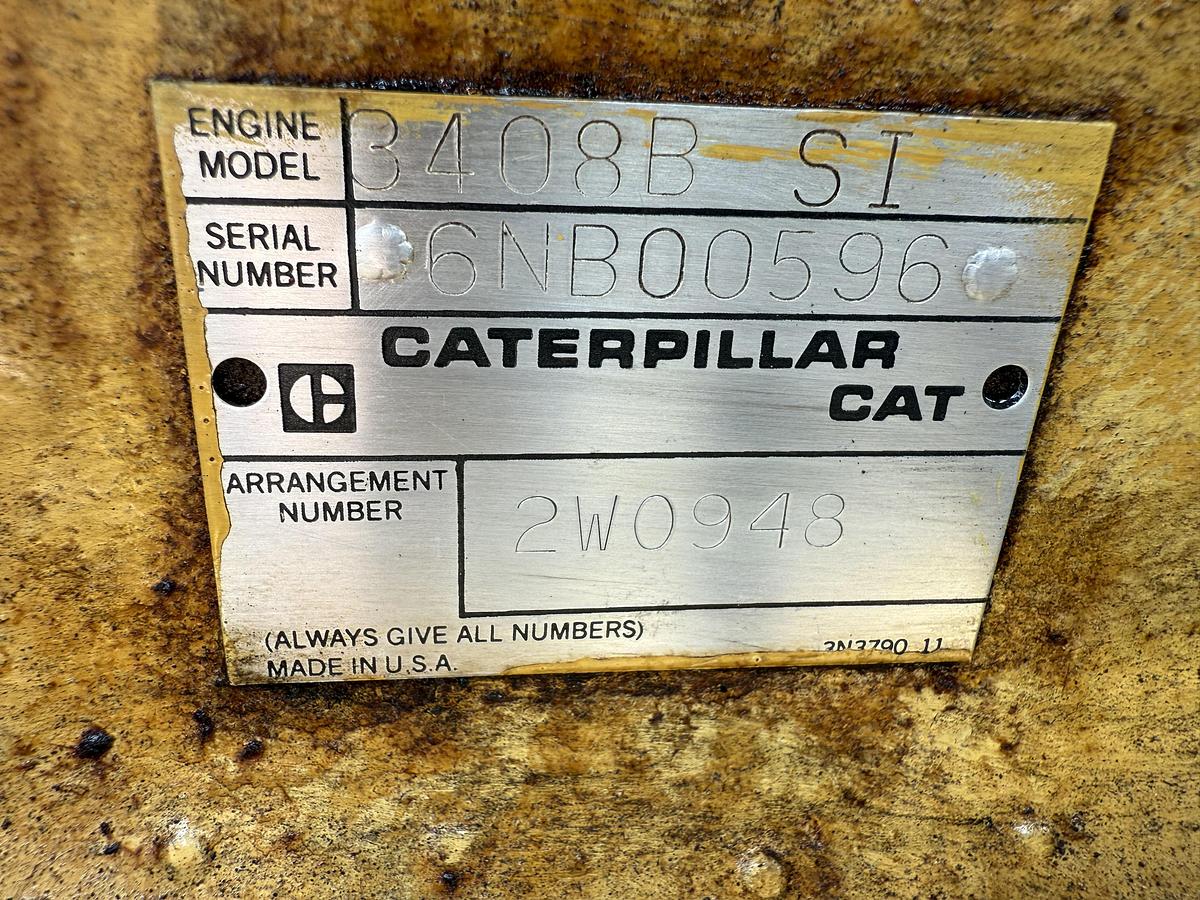 ENGINE MODEL 3408B SI
SERIAL NUMBER 6NB00596
CATERPILLAR
C CAT
ARRANGEMENT NUMBER 2W0948
(ALWAYS GIVE ALL NUMBERS)
MADE IN U.S.A. 3N3790 11